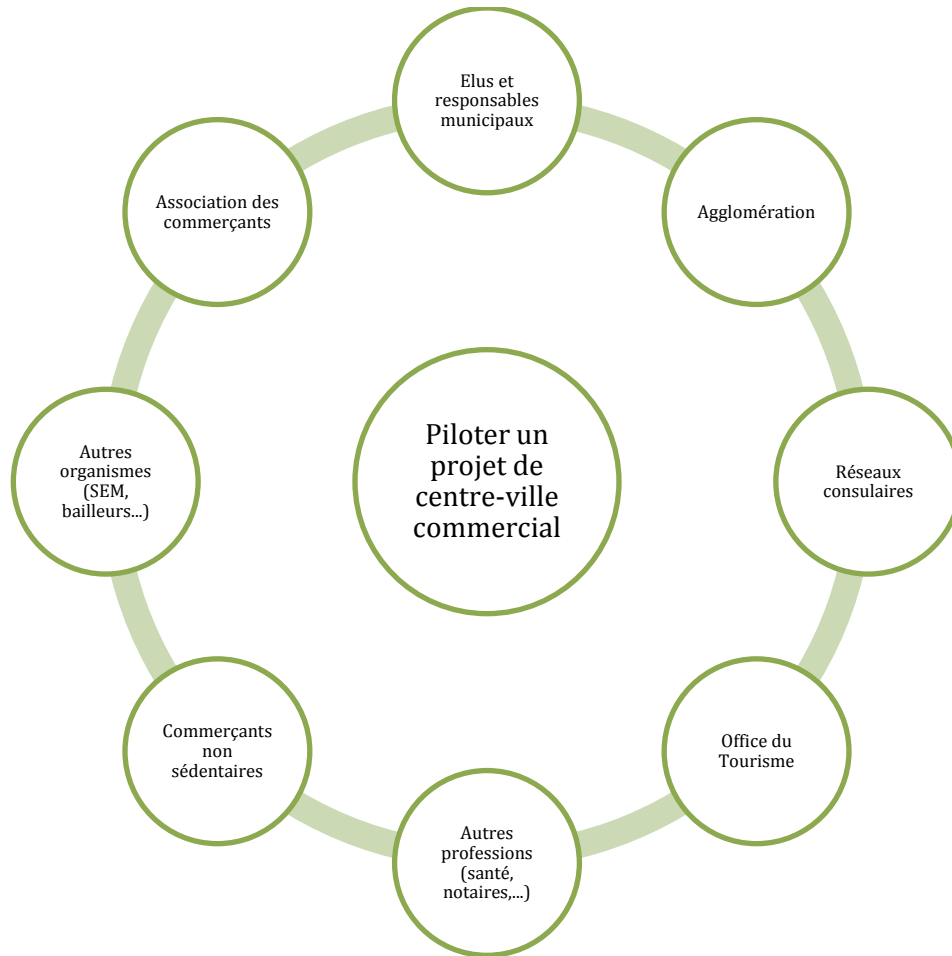 Elus et
responsables
municipaux
Agglomération
Réseaux
consulaires
Office du
Tourisme
Autres
professions
(santé,
notaires,...)
Commerçants
non
sédentaires
Autres
organismes
(SEM,
bailleurs...)
Association des
commerçants
Piloter un
projet de
centre-ville
commercial